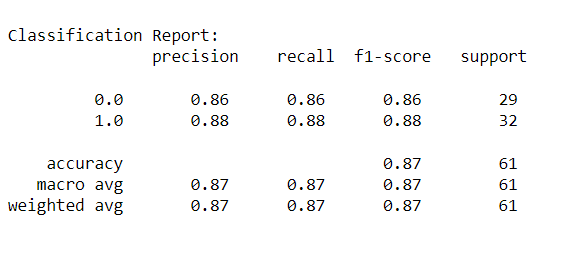 Classification Report:
precision recall f1-score support
0.0 0.86 0.86 0.86 29
1.0 0.88 0.88 0.88 32
accuracy 0.87 61
macro avg 0.87 0.87 0.87 61
weighted avg 0.87 0.87 0.87 61